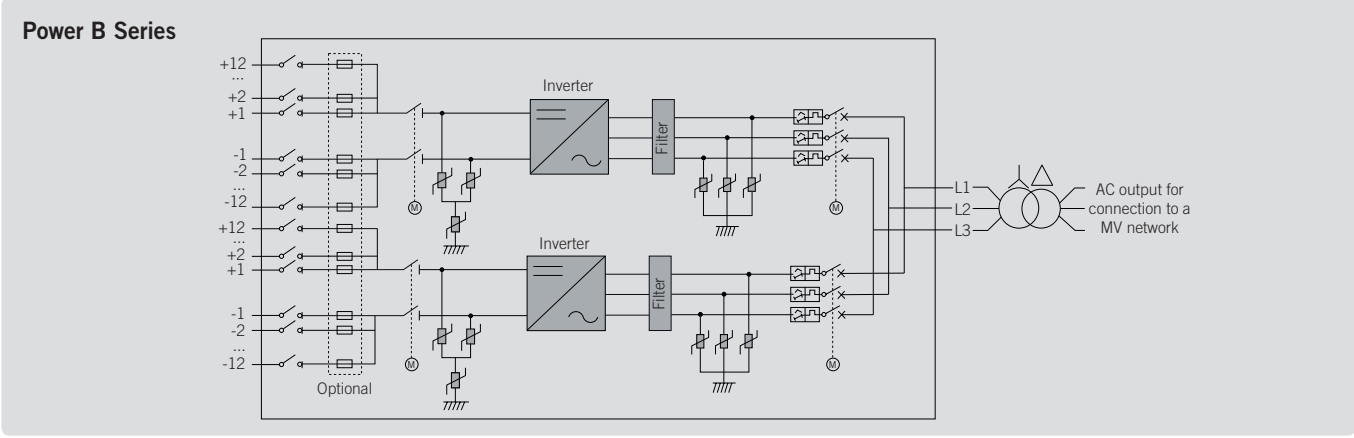 Power B Series
+12
...
+2
+1
-1
-2
...
-12
+12
...
+2
+1
-1
-2
...
-12
Optional
M
Inverter
Filter
M
M
Inverter
Filter
M
L1
L2
L3
AC output for
connection to a
MV network